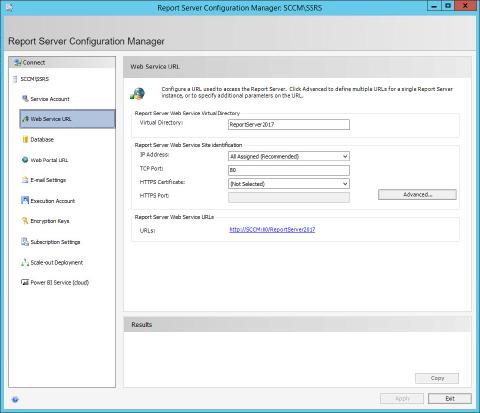 Report Server Configuration Manager: SCCM\SSRS
Report Server Configuration Manager
Connect
SCCM\SSRS
Service Account
Web Service URL
Database
Web Portal URL
E-mail Settings
Execution Account
Encryption Keys
Subscription Settings
Scale-out Deployment
Power BI Service (cloud)
Web Service URL
Configure a URL used to access the Report Server. Click Advanced to define multiple URLs for a single Report Server
instance, or to specify additional parameters on the URL.
Report Server Web Service Virtual Directory
Virtual Directory: ReportServer2017
Report Server Web Service Site identification
IP Address: All Assigned (Recommended)
TCP Port: 80
HTTPS Certificate: (Not Selected)
HTTPS Port:
Advanced...
Report Server Web Service URLs
URLs: http://SCCM:80/ReportServer2017
Results
Copy
Apply
Exit